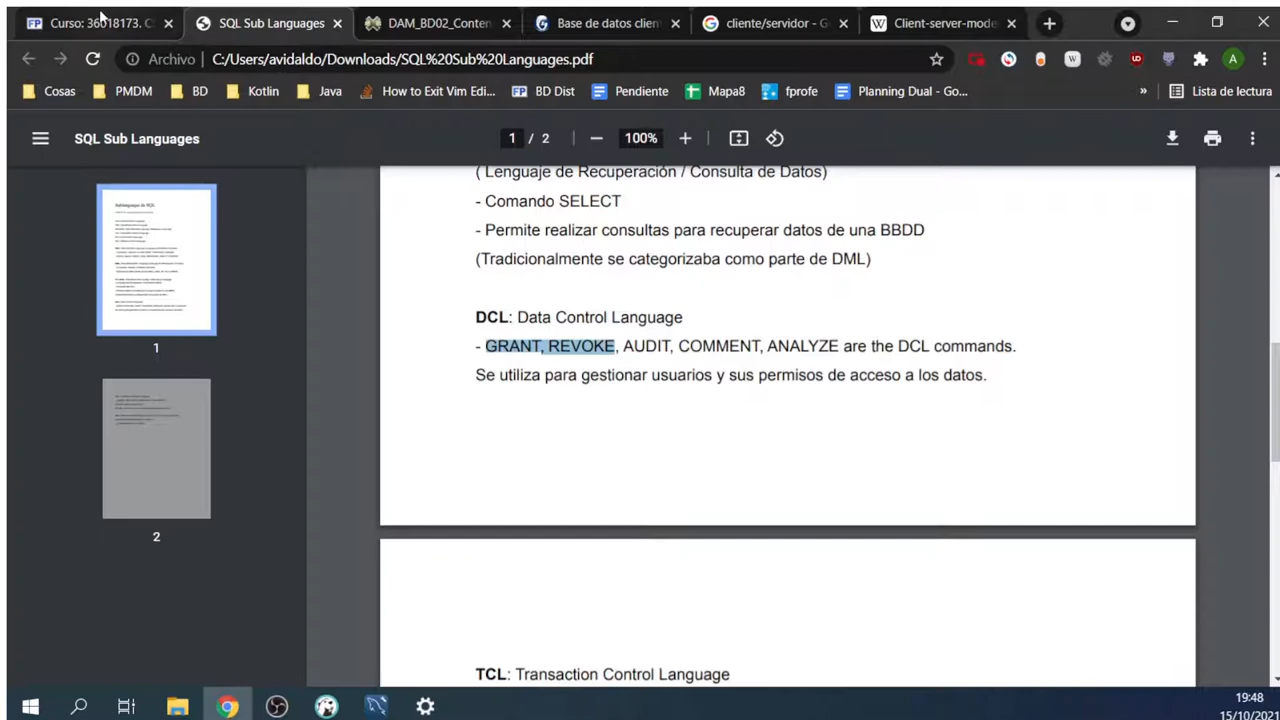 Curso: 36618173. C
SQL Sub Languages
DAM_BD02_Conten
Base de datos clien
cliente/servidor - G
Client-server-mode
Archivo
C:/Users/evidaldo/Downloads/SQL%20Sub%20Languages.pdf
Cosas
PMDM
BD
Kotlin
Java
How to Exit Vim Edi...
BD Dist
Pendiente
Mapa8
fprofe
Planning Dual - Go...
»
Lista de lectura
SQL Sub Languages
1 / 2
100%
( Lenguaje de Recuperación / Consulta de Datos)
- Comando SELECT
- Permite realizar consultas para recuperar datos de una BBDD
(Tradicionalmente se categorizaba como parte de DML)
DCL: Data Control Language
- GRANT, REVOKE, AUDIT, COMMENT, ANALYZE are the DCL commands.
Se utiliza para gestionar usuarios y sus permisos de acceso a los datos.
1
2
TCL: Transaction Control Language
19:48
15/10/2021